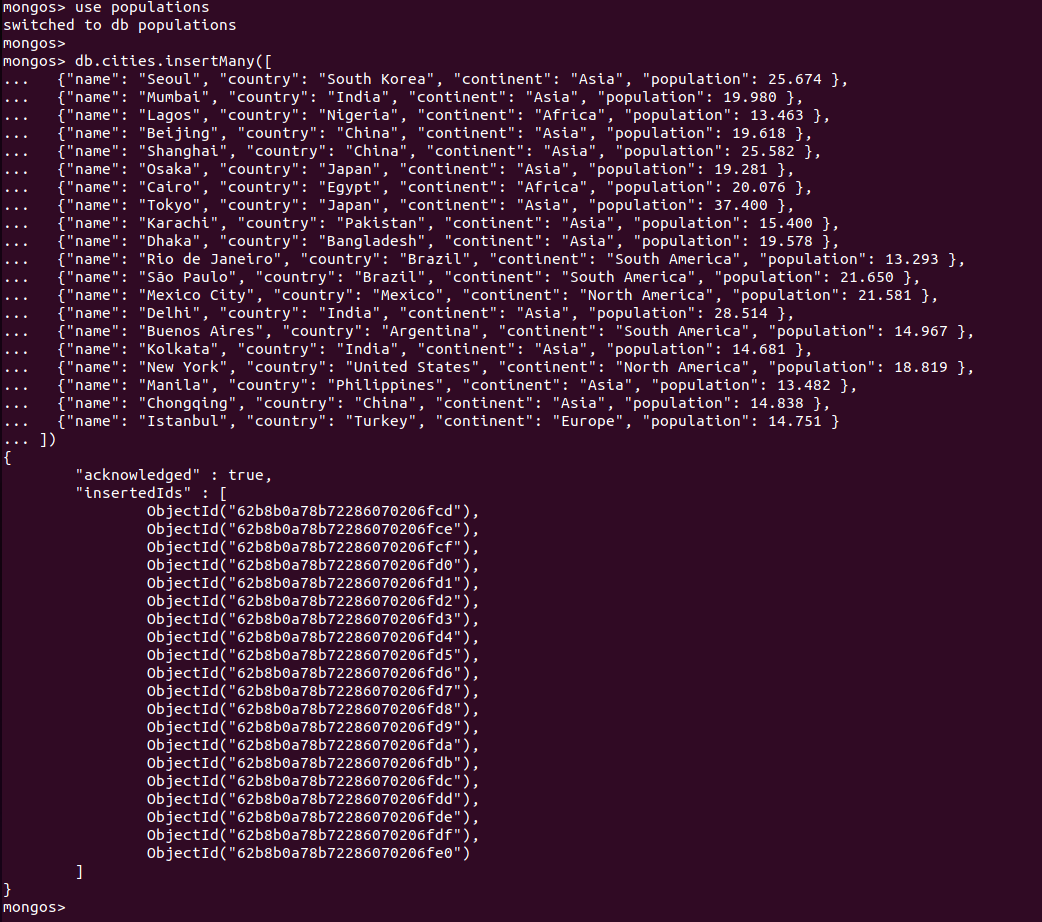 mongos> use populations
switched to db populations
mongos>
mongos> db.cities.insertMany([
...   {"name": "Seoul", "country": "South Korea", "continent": "Asia", "population": 25.674 },
...   {"name": "Mumbai", "country": "India", "continent": "Asia", "population": 19.980 },
...   {"name": "Lagos", "country": "Nigeria", "continent": "Africa", "population": 13.463 },
...   {"name": "Beijing", "country": "China", "continent": "Asia", "population": 19.618 },
...   {"name": "Shanghai", "country": "China", "continent": "Asia", "population": 25.582 },
...   {"name": "Osaka", "country": "Japan", "continent": "Asia", "population": 19.281 },
...   {"name": "Cairo", "country": "Egypt", "continent": "Africa", "population": 20.076 },
...   {"name": "Tokyo", "country": "Japan", "continent": "Asia", "population": 37.400 },
...   {"name": "Karachi", "country": "Pakistan", "continent": "Asia", "population": 15.400 },
...   {"name": "Dhaka", "country": "Bangladesh", "continent": "Asia", "population": 19.578 },
...   {"name": "Rio de Janeiro", "country": "Brazil", "continent": "South America", "population": 13.293 },
...   {"name": "São Paulo", "country": "Brazil", "continent": "South America", "population": 21.650 },
...   {"name": "Mexico City", "country": "Mexico", "continent": "North America", "population": 21.581 },
...   {"name": "Delhi", "country": "India", "continent": "Asia", "population": 28.514 },
...   {"name": "Buenos Aires", "country": "Argentina", "continent": "South America", "population": 14.967 },
...   {"name": "Kolkata", "country": "India", "continent": "Asia", "population": 14.681 },
...   {"name": "New York", "country": "United States", "continent": "North America", "population": 18.819 },
...   {"name": "Manila", "country": "Philippines", "continent": "Asia", "population": 13.482 },
...   {"name": "Chongqing", "country": "China", "continent": "Asia", "population": 14.838 },
...   {"name": "Istanbul", "country": "Turkey", "continent": "Europe", "population": 14.751 }
... ])
{
        "acknowledged" : true,
        "insertedIds" : [
                ObjectId("62b8b0a78b72286070206fcd"),
                ObjectId("62b8b0a78b72286070206fce"),
                ObjectId("62b8b0a78b72286070206fcf"),
                ObjectId("62b8b0a78b72286070206fd0"),
                ObjectId("62b8b0a78b72286070206fd1"),
                ObjectId("62b8b0a78b72286070206fd2"),
                ObjectId("62b8b0a78b72286070206fd3"),
                ObjectId("62b8b0a78b72286070206fd4"),
                ObjectId("62b8b0a78b72286070206fd5"),
                ObjectId("62b8b0a78b72286070206fd6"),
                ObjectId("62b8b0a78b72286070206fd7"),
                ObjectId("62b8b0a78b72286070206fd8"),
                ObjectId("62b8b0a78b72286070206fd9"),
                ObjectId("62b8b0a78b72286070206fda"),
                ObjectId("62b8b0a78b72286070206fdb"),
                ObjectId("62b8b0a78b72286070206fdc"),
                ObjectId("62b8b0a78b72286070206fdd"),
                ObjectId("62b8b0a78b72286070206fde"),
                ObjectId("62b8b0a78b72286070206fdf"),
                ObjectId("62b8b0a78b72286070206fe0")
        ]
}
mongos>